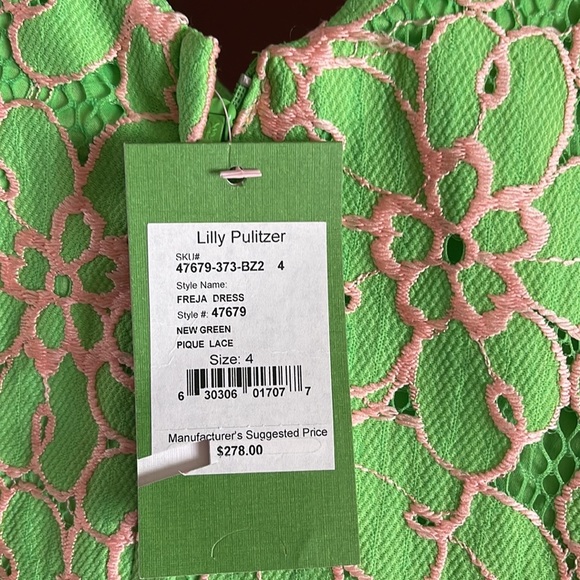 Lilly Pulitzer
SKU#
47679-373-BZ2 4
Style Name:
FREJA DRESS
Style #: 47679
NEW GREEN
PIQUE LACE
Size: 4
6 30306 01707 7
Manufacturer's Suggested Price
$278.00